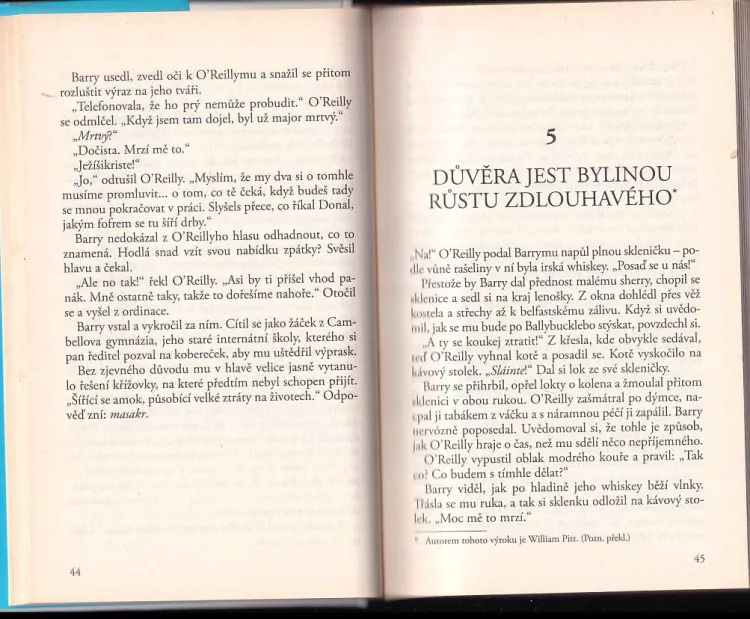 Barry usedl, zvedl oči k O'Reillymu a snažil se přitom
rozluštit výraz na jeho tváři.
„Telefonovala, že ho prý nemůže probudit.“ O'Reilly
se odmlčel. „Když jsem tam dojel, byl už major mrtvý.“
„Mrtvý?“
„Dočista. Mrzí mě to.“
„Ježíšikriste!“
„Jo,“ odtušil O'Reilly. „Myslím, že my dva si o tomhle
musíme promluvit... o tom, co tě čeká, když budeš tady
se mnou pokračovat v práci. Slyšels přece, co říkal Donal,
jakým fofrem se tu šíří drby.“
Barry nedokázal z O'Reillyho hlasu odhadnout, co to
znamená. Hodlá snad vzít svou nabídku zpátky? Svěsil
hlavu a čekal.
„Ale no tak!“ řekl O'Reilly. „Asi by ti přišel vhod pa-
nák. Mně ostatně taky, takže to dořešíme nahoře.“ Otočil
se a vyšel z ordinace.
Barry vstal a vykročil za ním. Cítil se jako žáček z Cam-
bellova gymnázia, jeho staré internátní školy, kterého si
pan ředitel pozval na kobereček, aby mu uštědřil výprask.
Bez zjevného důvodu mu v hlavě velice jasně vytanu-
lo řešení křížovky, na které předtím nebyl schopen přijít.
„Šířící se amok, působící velké ztráty na životech.“ Odpo-
věď zní: masakr.
44
5
DŮVĚRA JEST BYLINOU
RŮSTU ZDLOUHAVÉHO*
„Na!“ O'Reilly podal Barrymu napůl plnou skleničku – po-
dle vůně rašeliny v ní byla irská whiskey. „Posaď se u nás!“
Přestože by Barry dal přednost malému sherry, chopil se
sklenice a sedl si na kraj lenošky. Z okna dohlédl přes věž
kostela a střechy až k belfastskému zálivu. Když si uvědo-
mil, jak se mu bude po Ballybucklebo stýskat, povzdechl si.
„A ty se koukej ztratit!“ Z křesla, kde obvykle sedával,
teď O'Reilly vyhnal kotě a posadil se. Kotě vyskočilo na
kávový stolek. „Sláinte!“ Dal si lok ze své skleničky.
Barry se přihrbil, opřel lokty o kolena a žmoulal přitom
sklenici v obou rukou. O'Reilly zašmátral po dýmce, na-
cpal ji tabákem z váčku a s náramnou péčí ji zapálil. Barry
nervózně poposedal. Uvědomoval si, že tohle je způsob,
jak O'Reilly hraje o čas, než mu sdělí něco nepříjemného.
O'Reilly vypustil oblak modrého kouře a pravil: „Tak
co? Co budem s tímhle dělat?“
Barry viděl, jak po hladině jeho whiskey běží vlnky.
Třásla se mu ruka, a tak si sklenku odložil na kávový sto-
lek. „Moc mě to mrzí.“
* Autorem tohoto výroku je William Pitt. (Pozn. překl.)
45